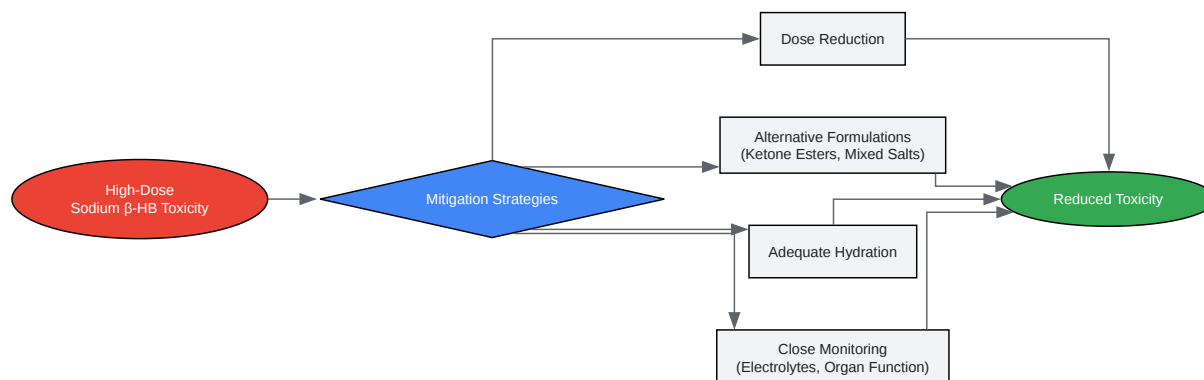 High-Dose
Sodium β-HB Toxicity
Mitigation Strategies
Dose Reduction
Alternative Formulations
(Ketone Esters, Mixed Salts)
Adequate Hydration
Close Monitoring
(Electrolytes, Organ Function)
Reduced Toxicity